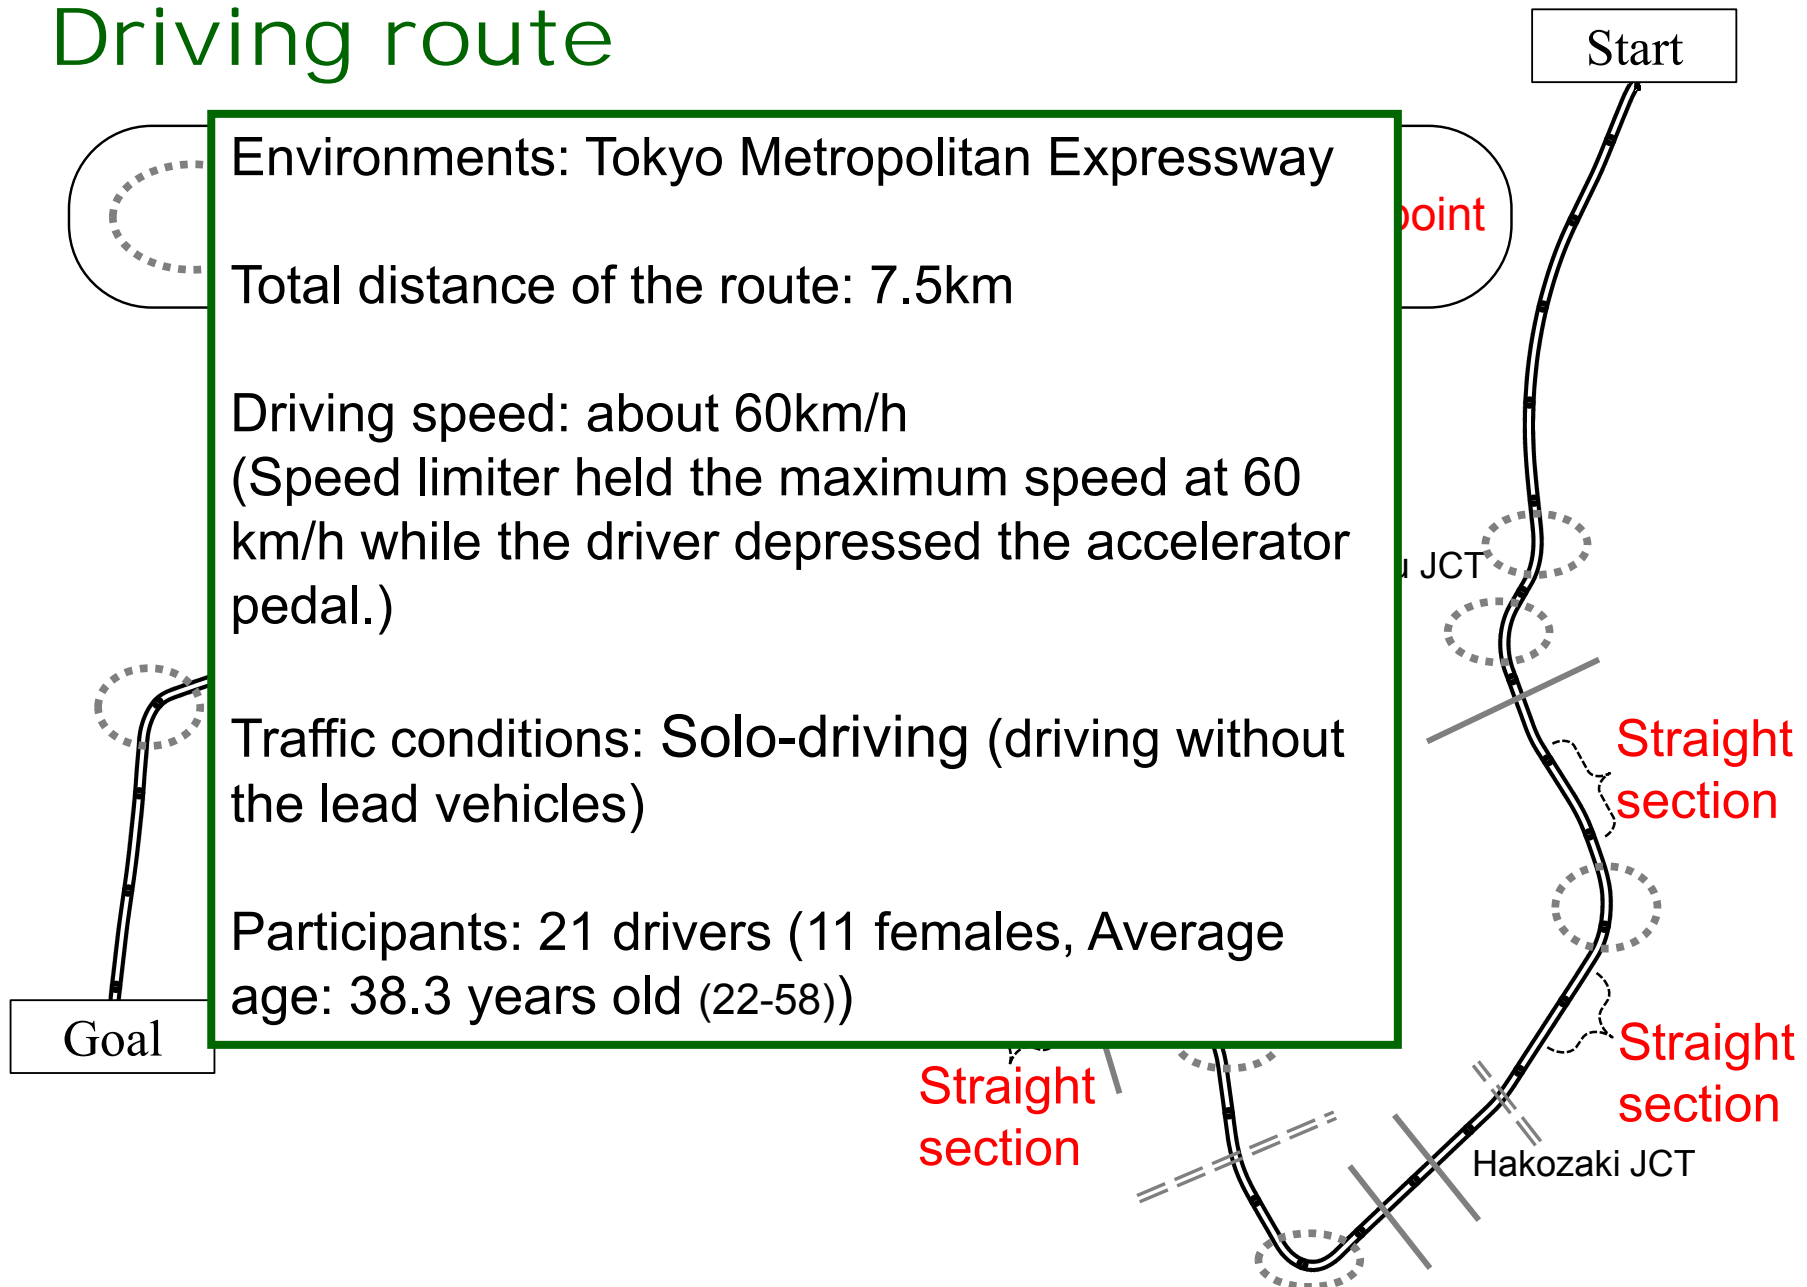 Driving route
Start
Environments: Tokyo Metropolitan Expressway
point
Total distance of the route: 7.5km
Driving speed: about 60km/h
(Speed limiter held the maximum speed at 60
km/h while the driver depressed the accelerator
pedal.)
JCT
Traffic conditions: Solo-driving (driving without
the lead vehicles)
Straight
section
Participants: 21 drivers (11 females, Average
age: 38.3 years old (22-58))
Goal
Straight
section
Straight
section
Hakozaki JCT